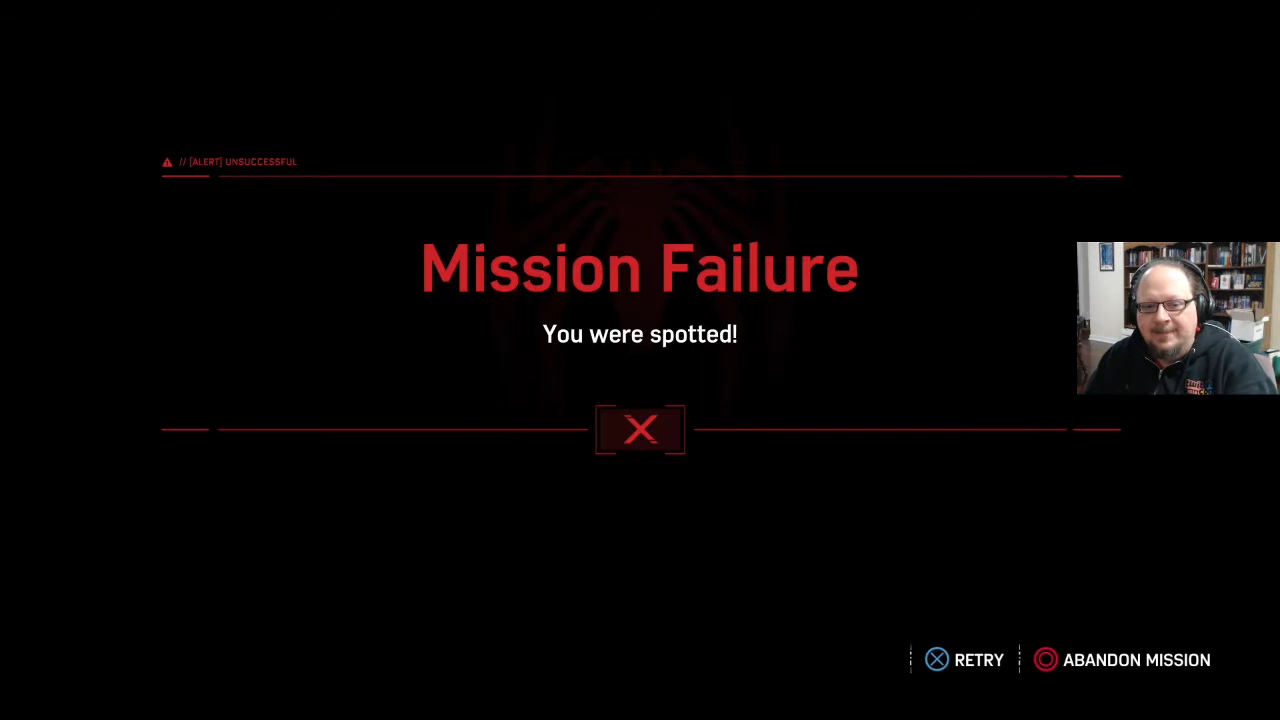 // [ALERT] UNSUCCESSFUL
Mission Failure
You were spotted!
RETRY
ABANDON MISSION